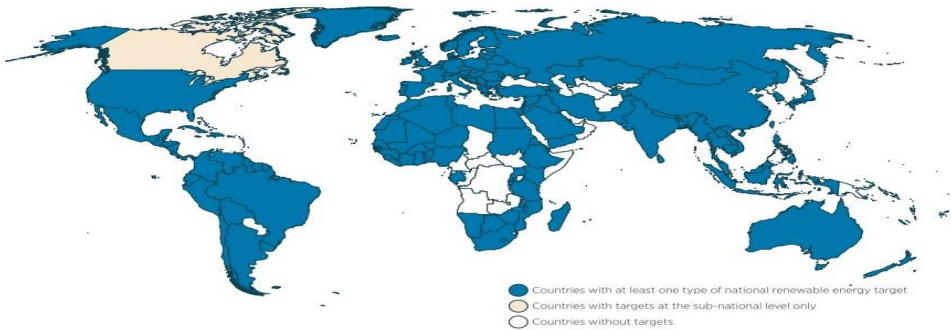 Countries with at least one type of national renewable energy target
Countries with targets at the sub-national level only
Countries without targets